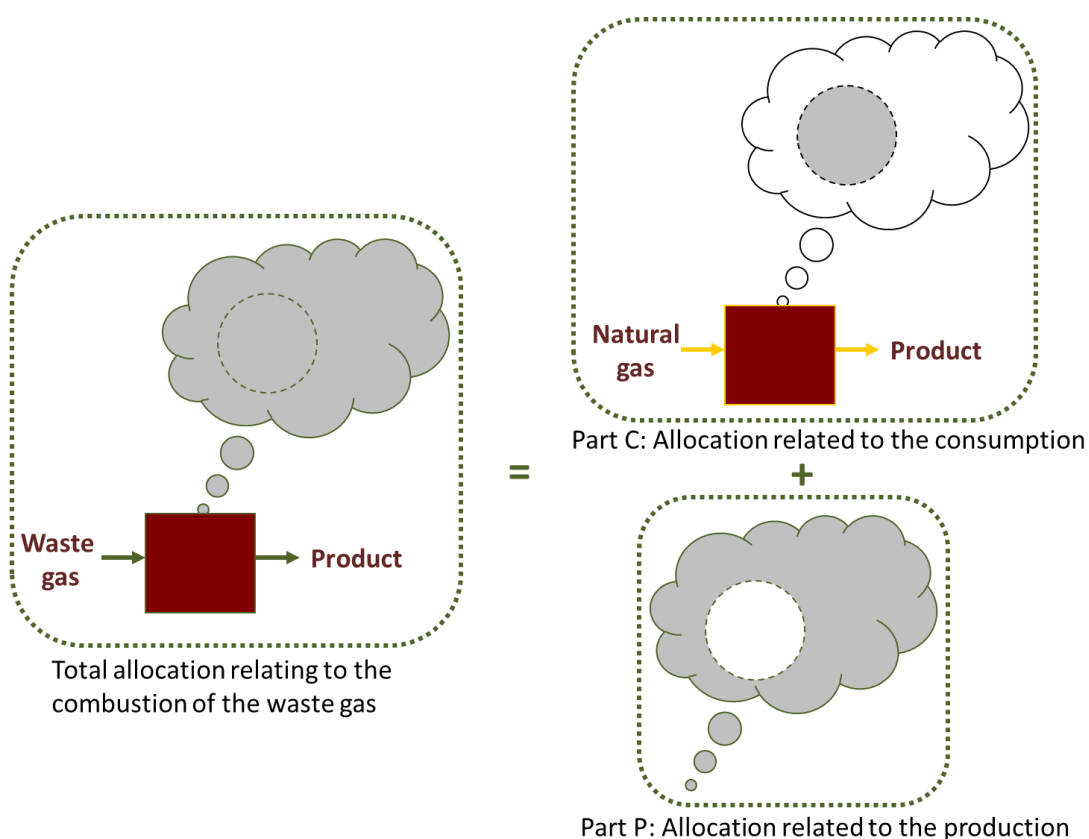 Waste
gas
Product
Total allocation relating to the
combustion of the waste gas
=
Natural
gas
Product
Part C: Allocation related to the consumption
+
Part P: Allocation related to the production